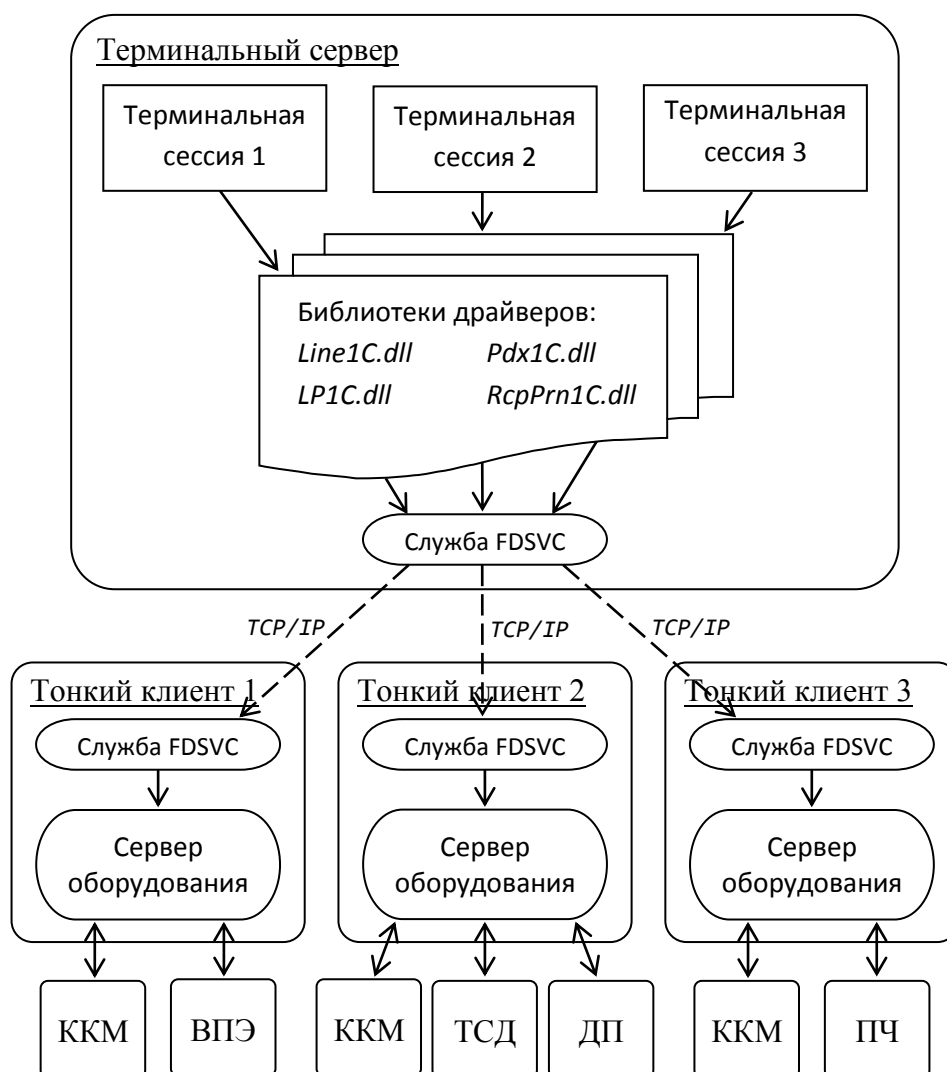 Терминальный сервер
Терминальная
сессия 1
Терминальная
сессия 2
Терминальная
сессия 3
Библиотеки драйверов:
Line1C.dll Pdx1C.dll
LP1C.dll RcpPrn1C.dll
Служба FDSVC
TCP/IP TCP/IP TCP/IP
Тонкий клиент 1
Служба FDSVC
Сервер
оборудования
ККМ ВПЭ
Тонкий клиент 2
Служба FDSVC
Сервер
оборудования
ККМ ТСД ДП
Тонкий клиент 3
Служба FDSVC
Сервер
оборудования
ККМ ПЧ